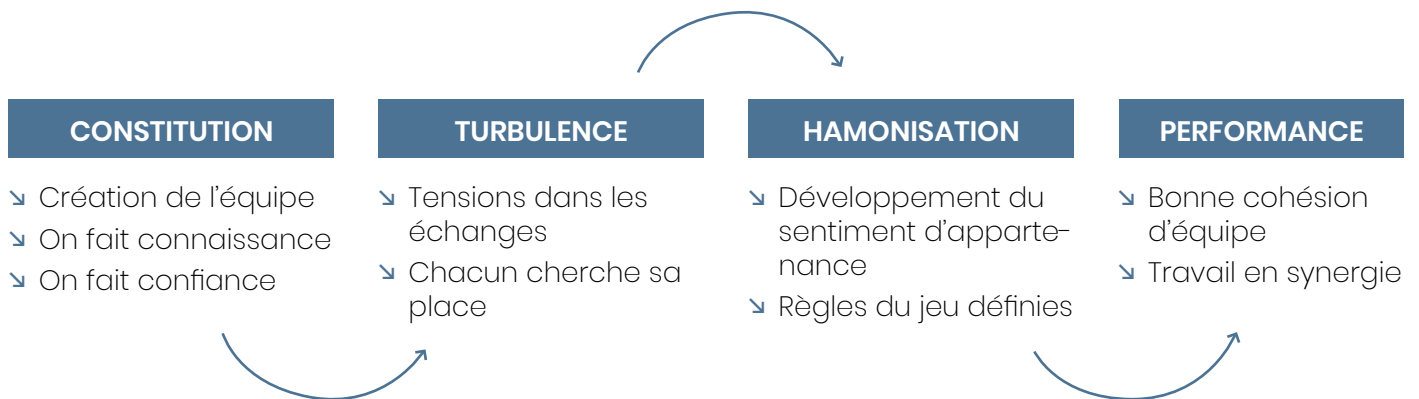 CONSTITUTION
↘ Création de l’équipe
↘ On fait connaissance
↘ On fait confiance
TURBULENCE
↘ Tensions dans les
échanges
↘ Chacun cherche sa
place
HAMONISATION
↘ Développement du
sentiment d’apparte-
nance
↘ Règles du jeu définies
PERFORMANCE
↘ Bonne cohésion
d’équipe
↘ Travail en synergie